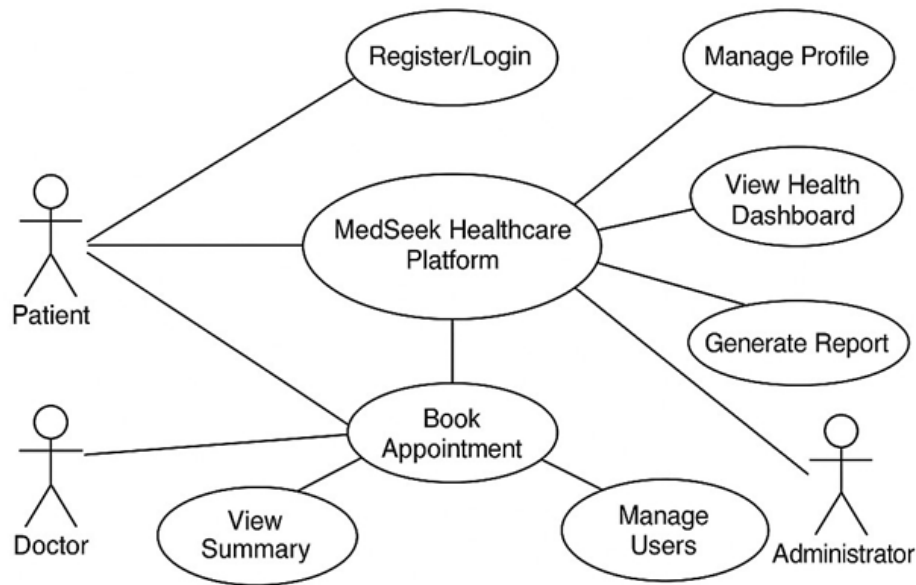 Register/Login
Manage Profile
View Health
Dashboard
MedSeek Healthcare
Platform
Patient
Generate Report
Book
Appointment
View
Summary
Manage
Users
Doctor
Administrator